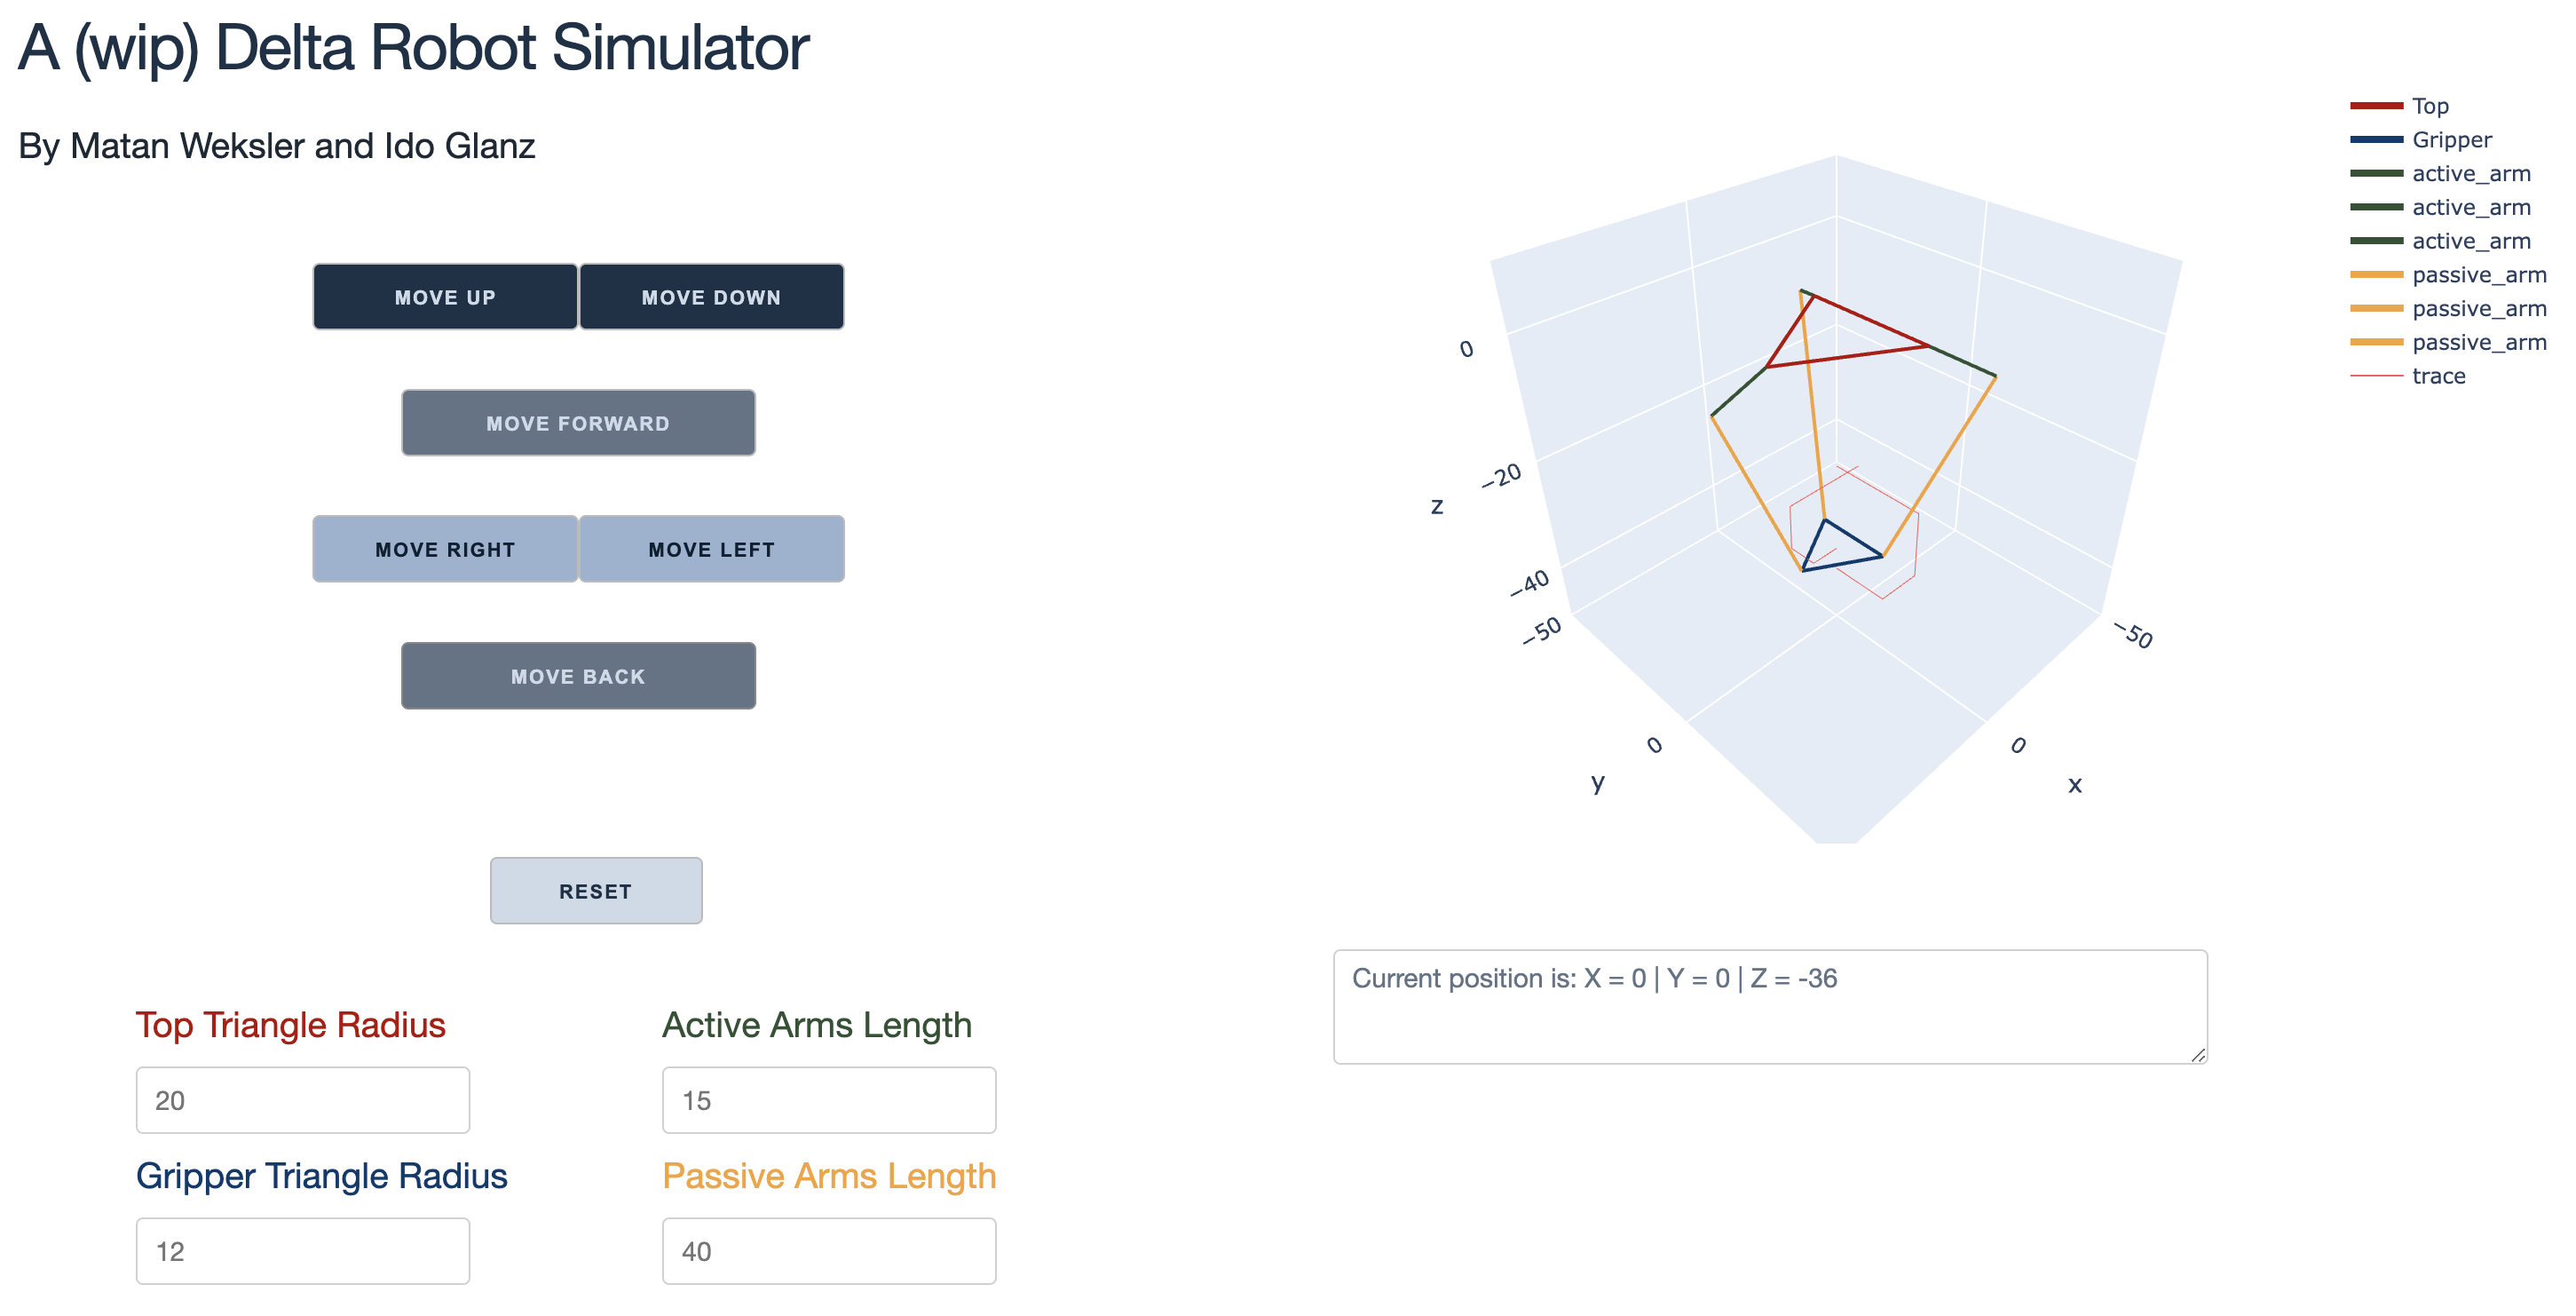 A (wip) Delta Robot Simulator
By Matan Weksler and Ido Glanz
MOVE UP
MOVE DOWN
MOVE FORWARD
MOVE RIGHT
MOVE LEFT
MOVE BACK
RESET
Top Triangle Radius
20
Active Arms Length
15
Gripper Triangle Radius
12
Passive Arms Length
40
Top
Gripper
active_arm
active_arm
active_arm
passive_arm
passive_arm
passive_arm
trace
0
−20
−40
z
−50
0
y
−50
0
x
Current position is: X = 0 | Y = 0 | Z = -36